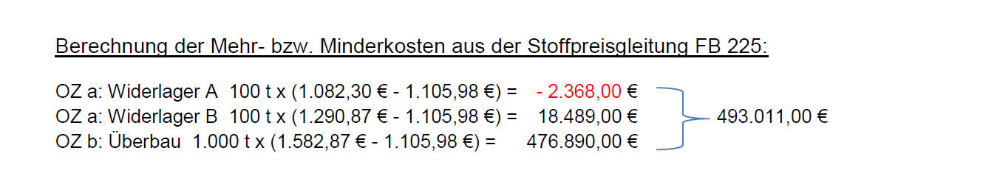 Berechnung der Mehr- bzw. Minderkosten aus der Stoffpreisgleitung FB 225:
OZ a: Widerlager A 100 t x (1.082,30 € - 1.105,98 €) = - 2.368,00 €
OZ a: Widerlager B 100 t x (1.290,87 € - 1.105,98 €) = 18.489,00 € 493.011,00 €
OZ b: Überbau 1.000 t x (1.582,87 € - 1.105,98 €) = 476.890,00 €